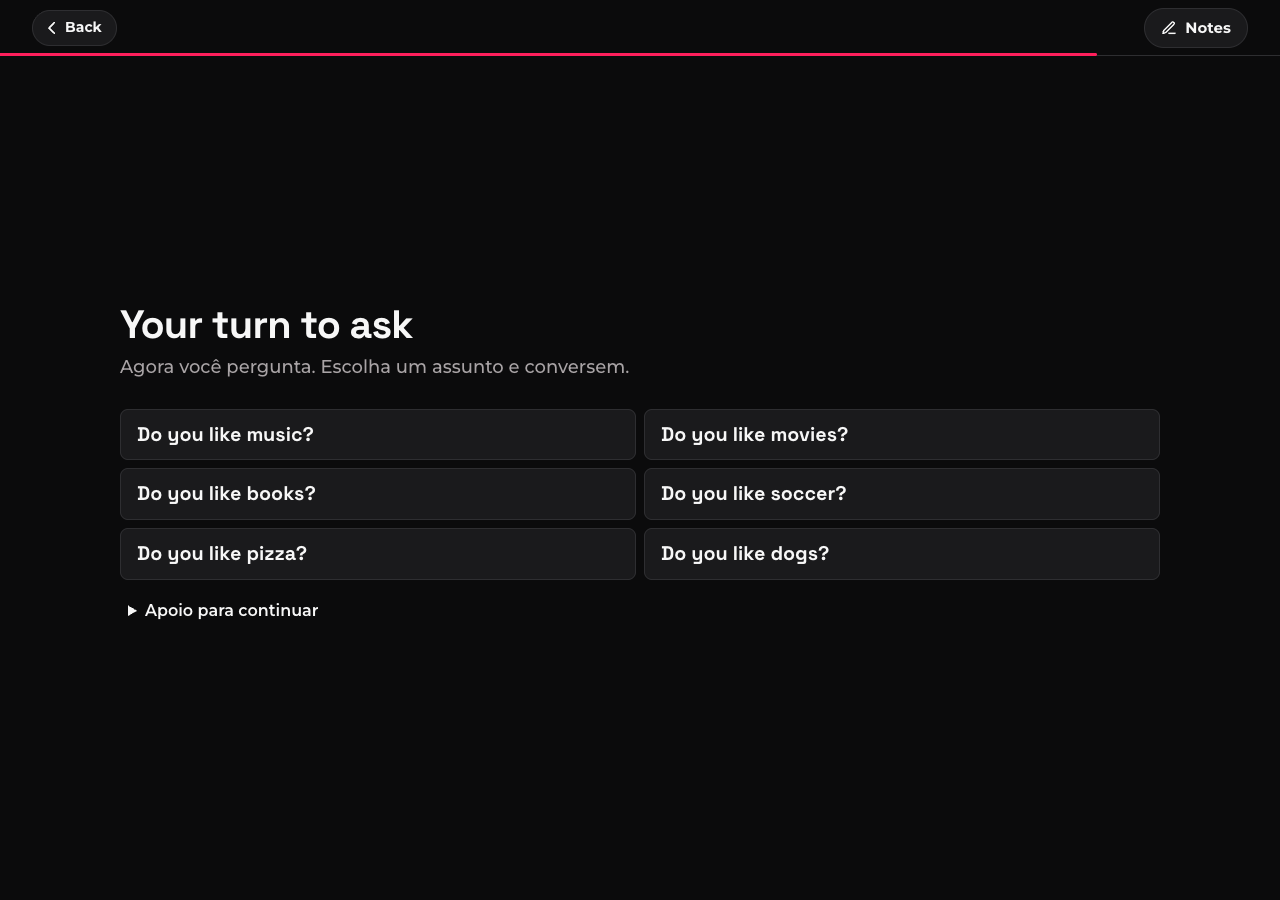 Back
Notes
Your turn to ask
Agora você pergunta. Escolha um assunto e conversem.
Do you like music?
Do you like movies?
Do you like books?
Do you like soccer?
Do you like pizza?
Do you like dogs?
Apoio para continuar